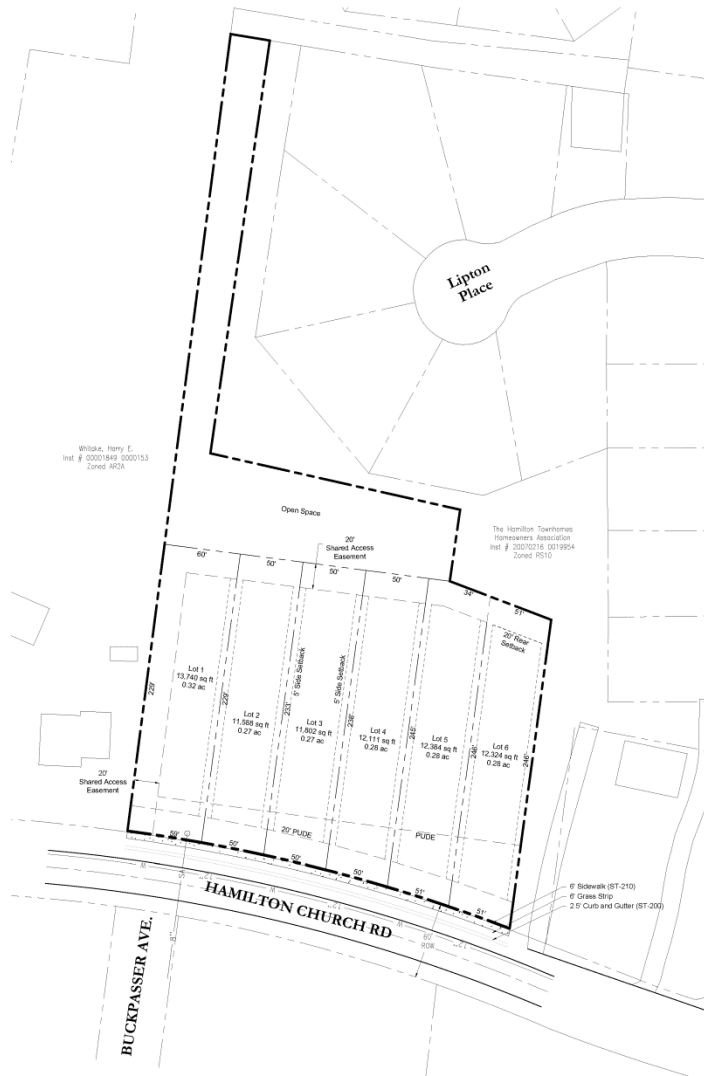 Lipton
Place
Whitake, Harry E.
Inst # 00001849 0000153
Zoned AR2A
Open Space
The Hamilton Townhomes
Homeowners Association
Inst # 20070216 0019954
Zoned RS10
20'
Shared Access
Easement
60'
50'
50'
50'
34'
51'
20' Rear
Setback
5' Side Setback
5' Side Setback
Lot 1
13,740 sq ft
0.32 ac
Lot 2
11,588 sq ft
0.27 ac
Lot 3
11,802 sq ft
0.27 ac
Lot 4
12,111 sq ft
0.28 ac
Lot 5
12,384 sq ft
0.28 ac
Lot 6
12,324 sq ft
0.28 ac
229'
229'
233'
238'
245'
246'
20'
Shared Access
Easement
20' PUDE
PUDE
50'
50'
50'
51'
51'
6' Sidewalk (ST-210)
6' Grass Strip
2.5' Curb and Gutter (ST-200)
HAMILTON CHURCH RD
W
W
W
12"
12"
12"
60'
ROW
8"
BUCKPASSER AVE.